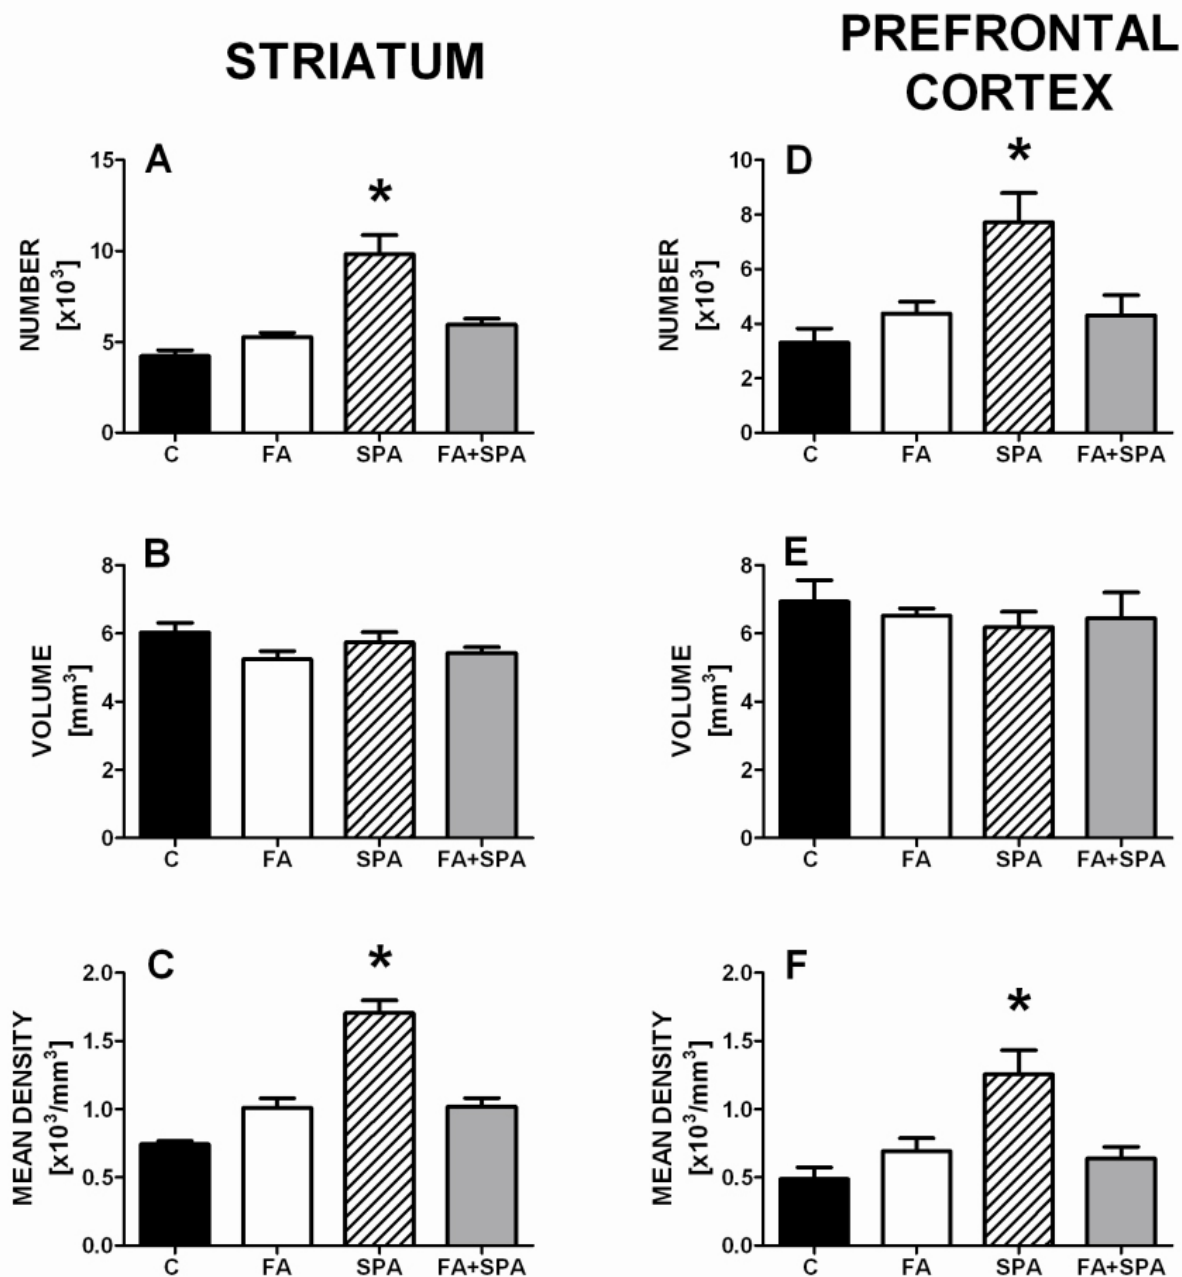 STRIATUM
PREFRONTAL
CORTEX
A
*
15
10
5
0
NUMBER
[x10³]
C FA SPA FA+SPA
D
*
10
8
6
4
2
0
NUMBER
[x10³]
C FA SPA FA+SPA
B
8
6
4
2
0
VOLUME
[mm³]
C FA SPA FA+SPA
E
8
6
4
2
0
VOLUME
[mm³]
C FA SPA FA+SPA
C
*
2.0
1.5
1.0
0.5
0.0
MEAN DENSITY
[x10³/mm³]
C FA SPA FA+SPA
F
*
2.0
1.5
1.0
0.5
0.0
MEAN DENSITY
[x10³/mm³]
C FA SPA FA+SPA